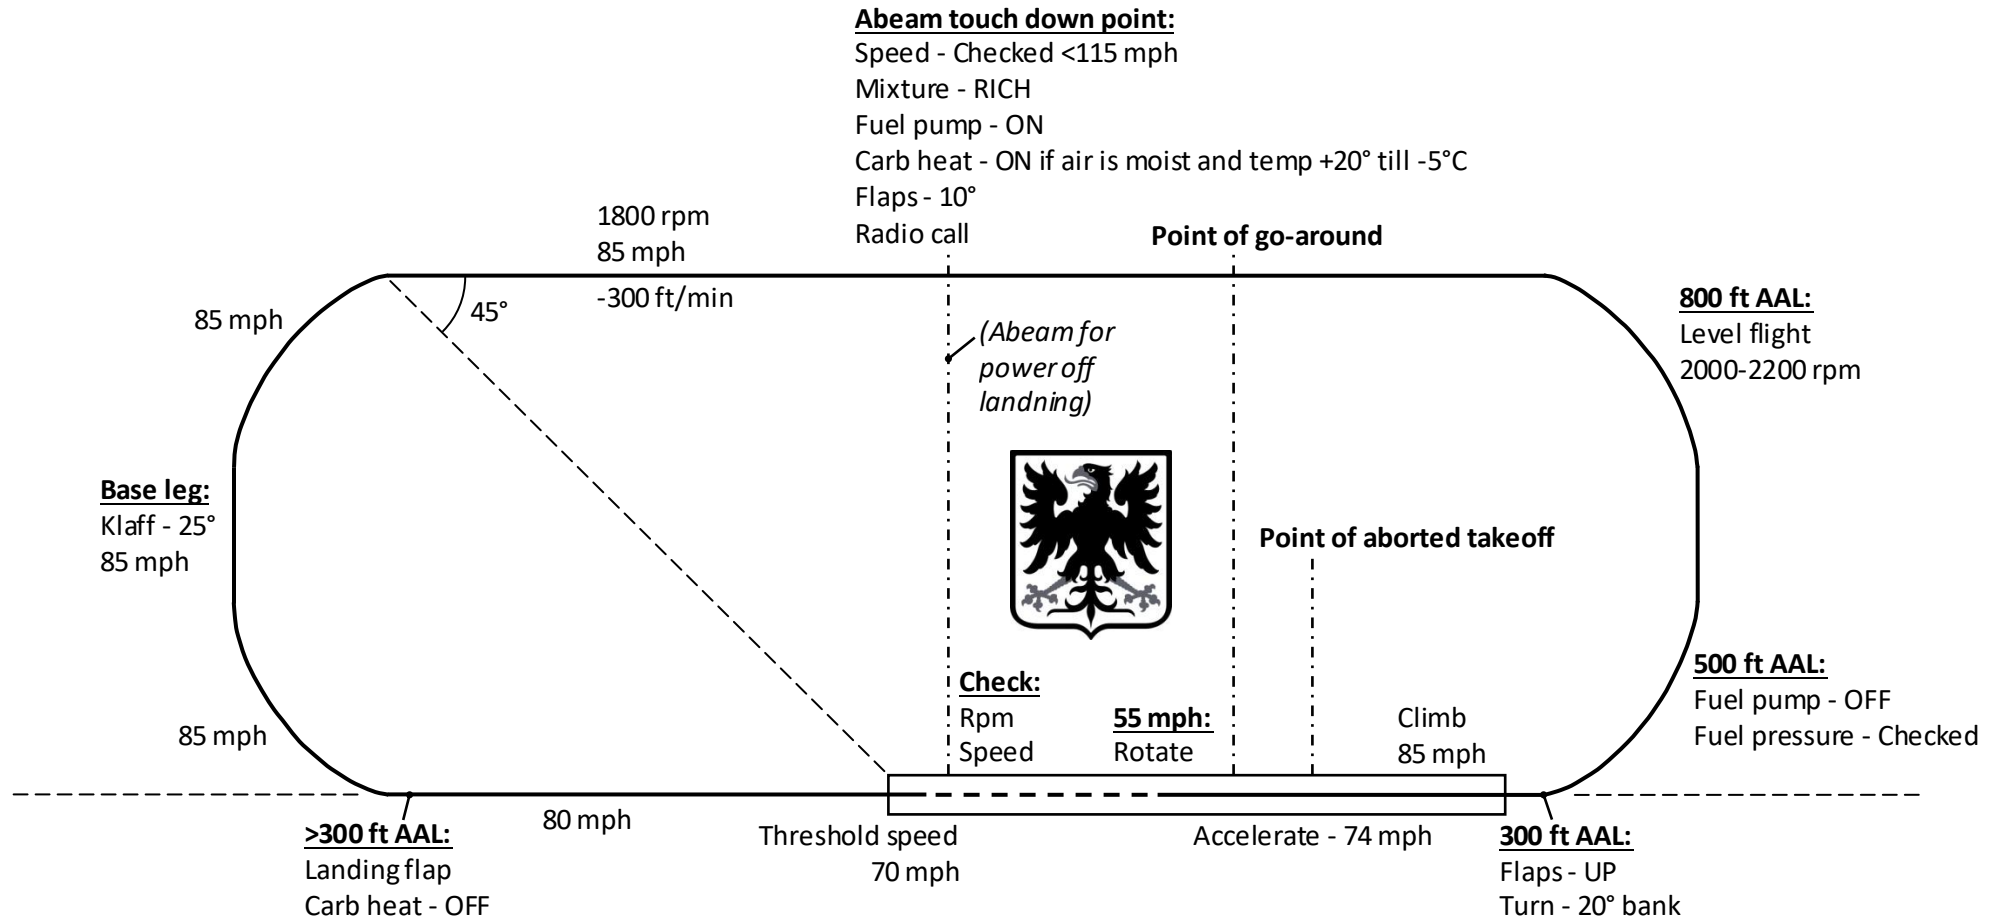 Abeam touch down point:
Speed - Checked <115 mph
Mixture - RICH
Fuel pump - ON
Carb heat - ON if air is moist and temp +20° till -5°C
Flaps - 10°
Radio call
Point of go-around
1800 rpm
85 mph
-300 ft/min
45°
85 mph
(Abeam for
power off
landning)
800 ft AAL:
Level flight
2000-2200 rpm
Base leg:
Klaff - 25°
85 mph
Point of aborted takeoff
500 ft AAL:
Fuel pump - OFF
Fuel pressure - Checked
Check:
Rpm
Speed
55 mph:
Rotate
Climb
85 mph
85 mph
>300 ft AAL:
Landing flap
Carb heat - OFF
80 mph
Threshold speed
70 mph
Accelerate - 74 mph
300 ft AAL:
Flaps - UP
Turn - 20° bank